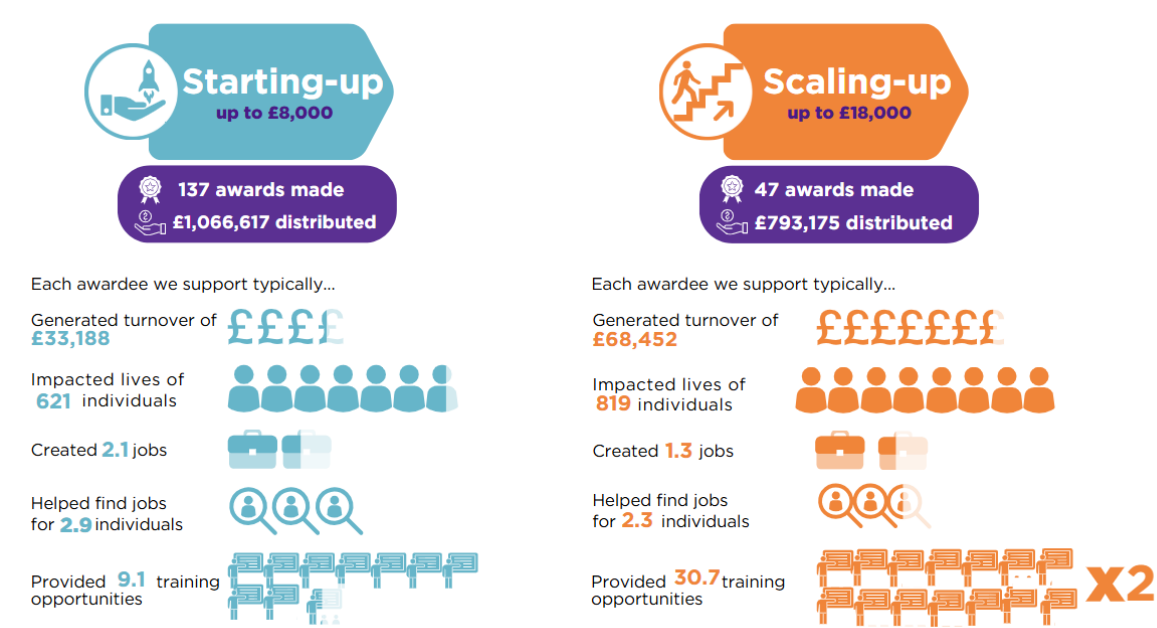 Starting-up
up to £8,000
137 awards made
£1,066,617 distributed
Each awardee we support typically...
Generated turnover of
£33,188
Impacted lives of
621 individuals
Created 2.1 jobs
Helped find jobs
for 2.9 individuals
Provided 9.1 training
opportunities
Scaling-up
up to £18,000
47 awards made
£793,175 distributed
Each awardee we support typically...
Generated turnover of
£68,452
Impacted lives of
819 individuals
Created 1.3 jobs
Helped find jobs
for 2.3 individuals
Provided 30.7 training
opportunities
X2